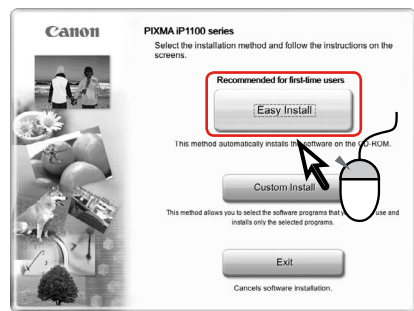 Canon
PIXMA iP1100 series
Select the installation method and follow the instructions on the
screens.
Recommended for first-time users
Easy Install
This method automatically installs the software on the CD-ROM.
Custom Install
This method allows you to select the software programs that use and
installs only the selected programs.
Exit
Cancels software installation.